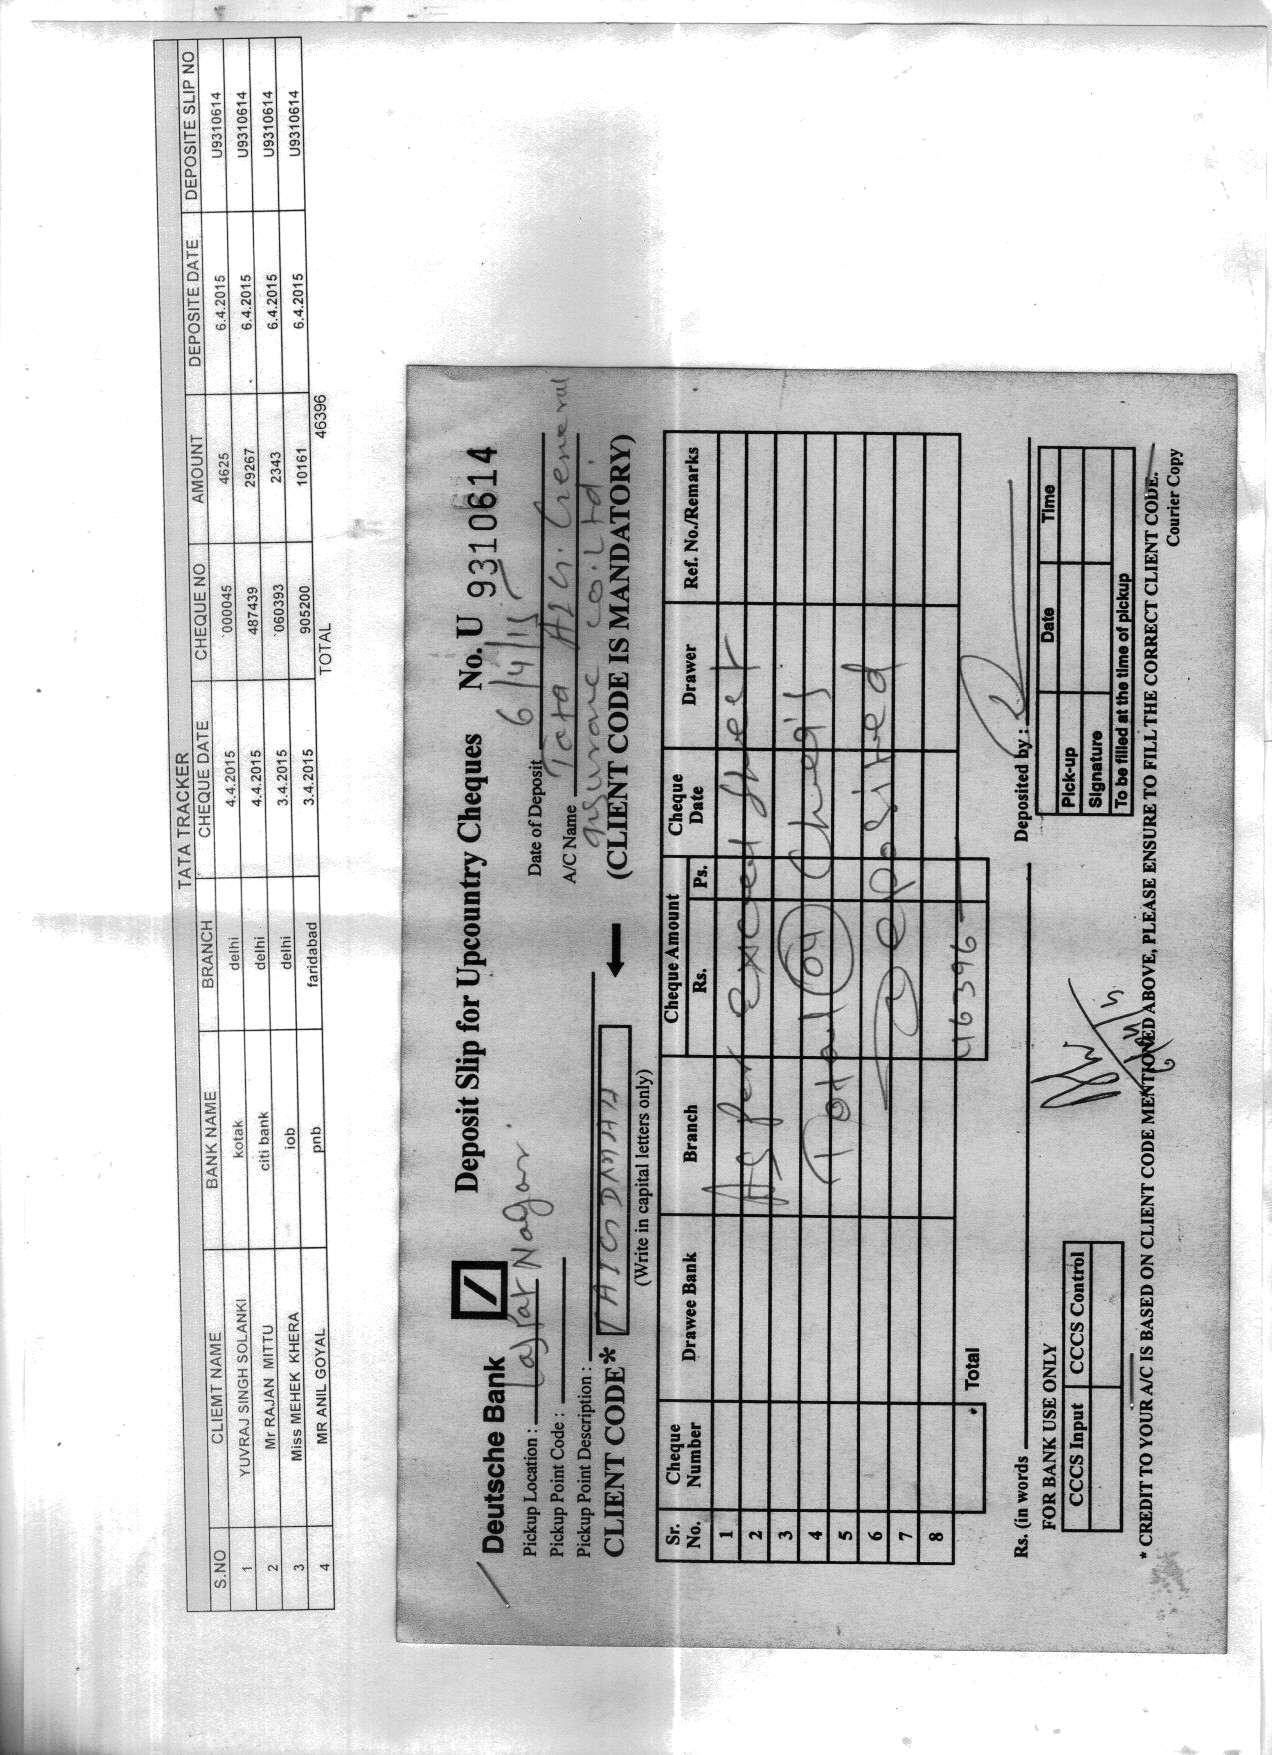 TATA TRACKER
S.NO CLIEMT NAME BANK NAME BRANCH CHEQUE DATE CHEQUE NO AMOUNT DEPOSITE DATE DEPOSITE SLIP NO
1 YUVRAJ SINGH SOLANKI kotak delhi 4.4.2015 '000045 4625 6.4.2015 U9310614
2 Mr RAJAN MITTU citi bank delhi 4.4.2015 487439 29267 6.4.2015 U9310614
3 Miss MEHEK KHERA iob delhi 3.4.2015 '060393 2343 6.4.2015 U9310614
4 MR ANIL GOYAL pnb faridabad 3.4.2015 905200 10161 6.4.2015 U9310614
TOTAL 46396
Deutsche Bank Deposit Slip for Upcountry Cheques No. U 9310614
Pickup Location : Lajpat Nagar Date of Deposit 6/4/15
Pickup Point Code : A/C Name Tata AIG General
Pickup Point Description : Insurance Co. Ltd.
CLIENT CODE* (CLIENT CODE IS MANDATORY)
(Write in capital letters only)
Sr. No. Cheque Number Drawee Bank Branch Cheque Amount Rs. Ps. Cheque Date Drawer Ref. No./Remarks
1 As per Excel Sheet
2
3
4 Total 04 Cheq's
5
6 Deposited
7
8
* Total 46396
Rs. (in words Deposited by :
FOR BANK USE ONLY
CCCS Input CCCS Control
Date Time
Pick-up
Signature
To be filled at the time of pickup
* CREDIT TO YOUR A/C IS BASED ON CLIENT CODE MENTIONED ABOVE, PLEASE ENSURE TO FILL THE CORRECT CLIENT CODE.
Courier Copy